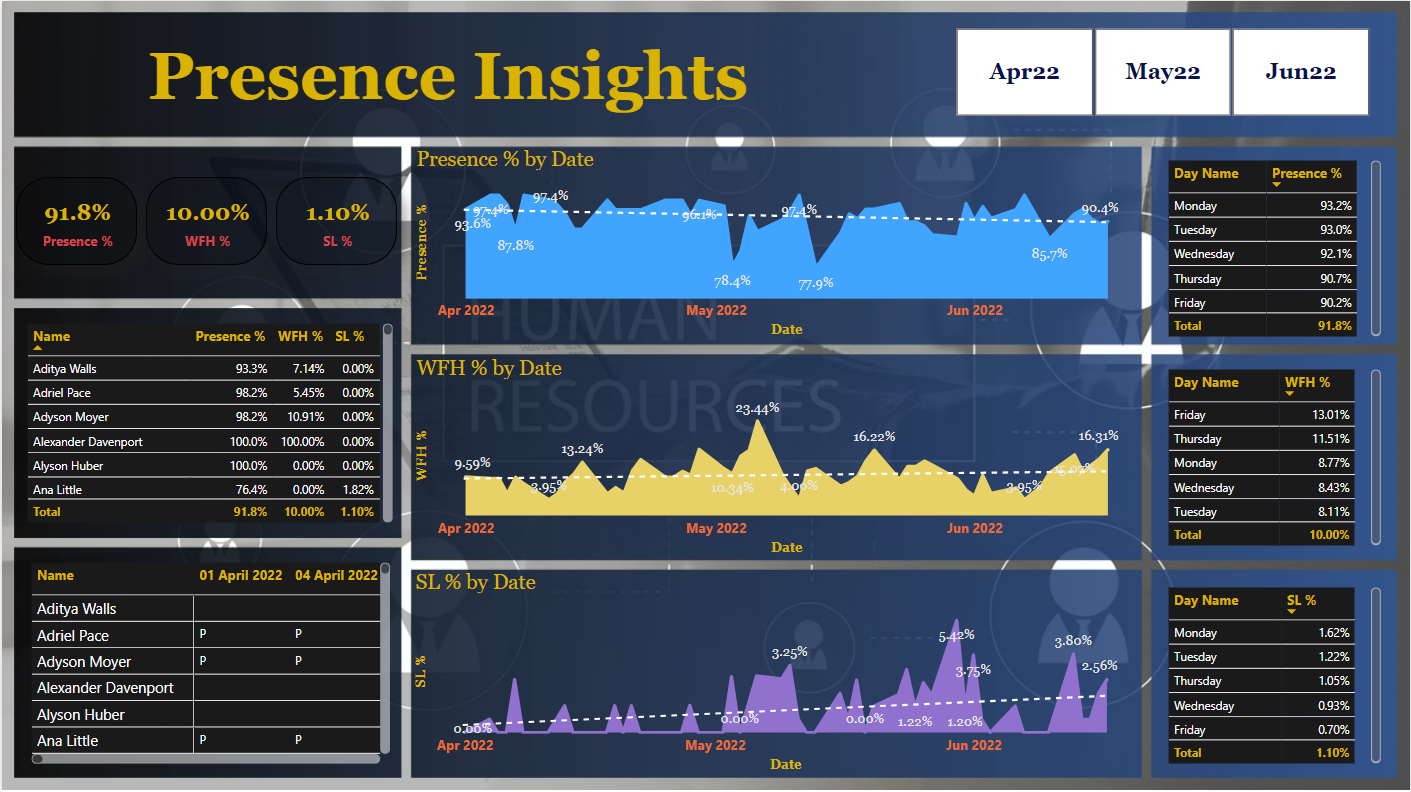 Presence Insights
Apr22 May22 Jun22
91.8% 10.00% 1.10%
Presence % WFH % SL %
Name Presence % WFH % SL %
Aditya Walls 93.3% 7.14% 0.00%
Adriel Pace 98.2% 5.45% 0.00%
Adyson Moyer 98.2% 10.91% 0.00%
Alexander Davenport 100.0% 100.00% 0.00%
Alyson Huber 100.0% 0.00% 0.00%
Ana Little 76.4% 0.00% 1.82%
Total 91.8% 10.00% 1.10%
Name 01 April 2022 04 April 2022
Aditya Walls
Adriel Pace P P
Adyson Moyer P P
Alexander Davenport
Alyson Huber
Ana Little P P
Presence % by Date
Presence %
97.4%
97.4% 96.1% 97.4% 90.4%
93.6%
87.8% 85.7%
78.4% 77.9%
Apr 2022 May 2022 Jun 2022
Date
HUMAN
RESOURCES
WFH % by Date
WFH %
23.44%
13.24% 16.22% 16.31%
9.59%
3.95% 10.34% 4.00% 3.95%
Apr 2022 May 2022 Jun 2022
Date
SL % by Date
SL %
5.42%
3.25% 3.80%
3.75% 2.56%
0.00% 0.00% 0.00% 1.22% 1.20%
Apr 2022 May 2022 Jun 2022
Date
Day Name Presence %
Monday 93.2%
Tuesday 93.0%
Wednesday 92.1%
Thursday 90.7%
Friday 90.2%
Total 91.8%
Day Name WFH %
Friday 13.01%
Thursday 11.51%
Monday 8.77%
Wednesday 8.43%
Tuesday 8.11%
Total 10.00%
Day Name SL %
Monday 1.62%
Tuesday 1.22%
Thursday 1.05%
Wednesday 0.93%
Friday 0.70%
Total 1.10%